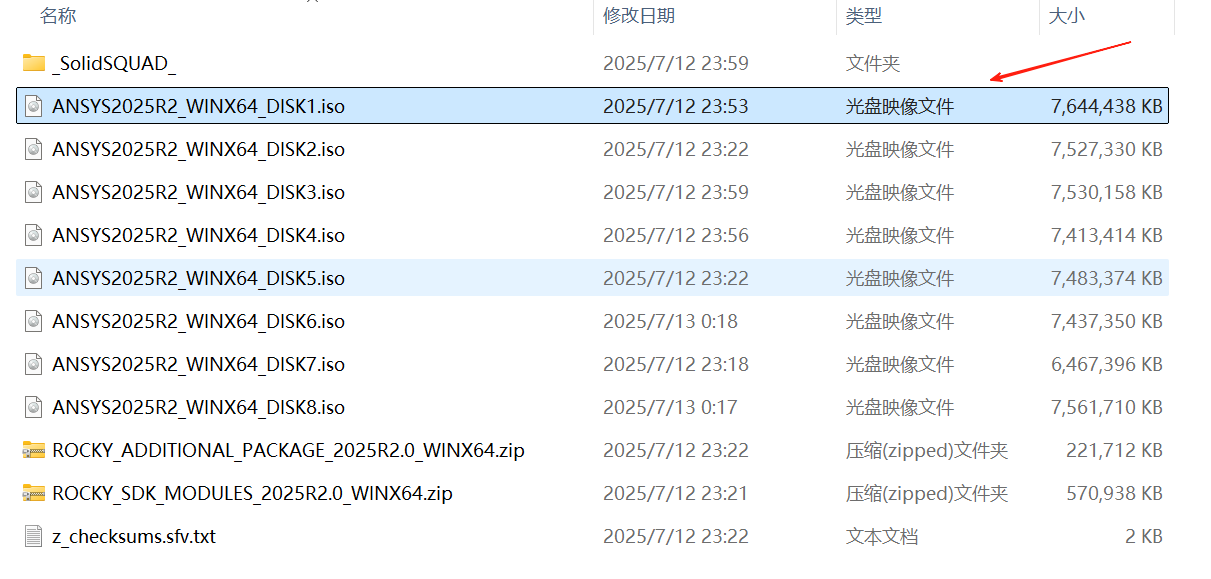 名称 修改日期 类型 大小
_SolidSQUAD_ 2025/7/12 23:59 文件夹
ANSYS2025R2_WINX64_DISK1.iso 2025/7/12 23:53 光盘映像文件 7,644,438 KB
ANSYS2025R2_WINX64_DISK2.iso 2025/7/12 23:22 光盘映像文件 7,527,330 KB
ANSYS2025R2_WINX64_DISK3.iso 2025/7/12 23:59 光盘映像文件 7,530,158 KB
ANSYS2025R2_WINX64_DISK4.iso 2025/7/12 23:56 光盘映像文件 7,413,414 KB
ANSYS2025R2_WINX64_DISK5.iso 2025/7/12 23:22 光盘映像文件 7,483,374 KB
ANSYS2025R2_WINX64_DISK6.iso 2025/7/13 0:18 光盘映像文件 7,437,350 KB
ANSYS2025R2_WINX64_DISK7.iso 2025/7/12 23:18 光盘映像文件 6,467,396 KB
ANSYS2025R2_WINX64_DISK8.iso 2025/7/13 0:17 光盘映像文件 7,561,710 KB
ROCKY_ADDITIONAL_PACKAGE_2025R2.0_WINX64.zip 2025/7/12 23:22 压缩(zipped)文件夹 221,712 KB
ROCKY_SDK_MODULES_2025R2.0_WINX64.zip 2025/7/12 23:21 压缩(zipped)文件夹 570,938 KB
z_checksums.sfv.txt 2025/7/12 23:22 文本文档 2 KB